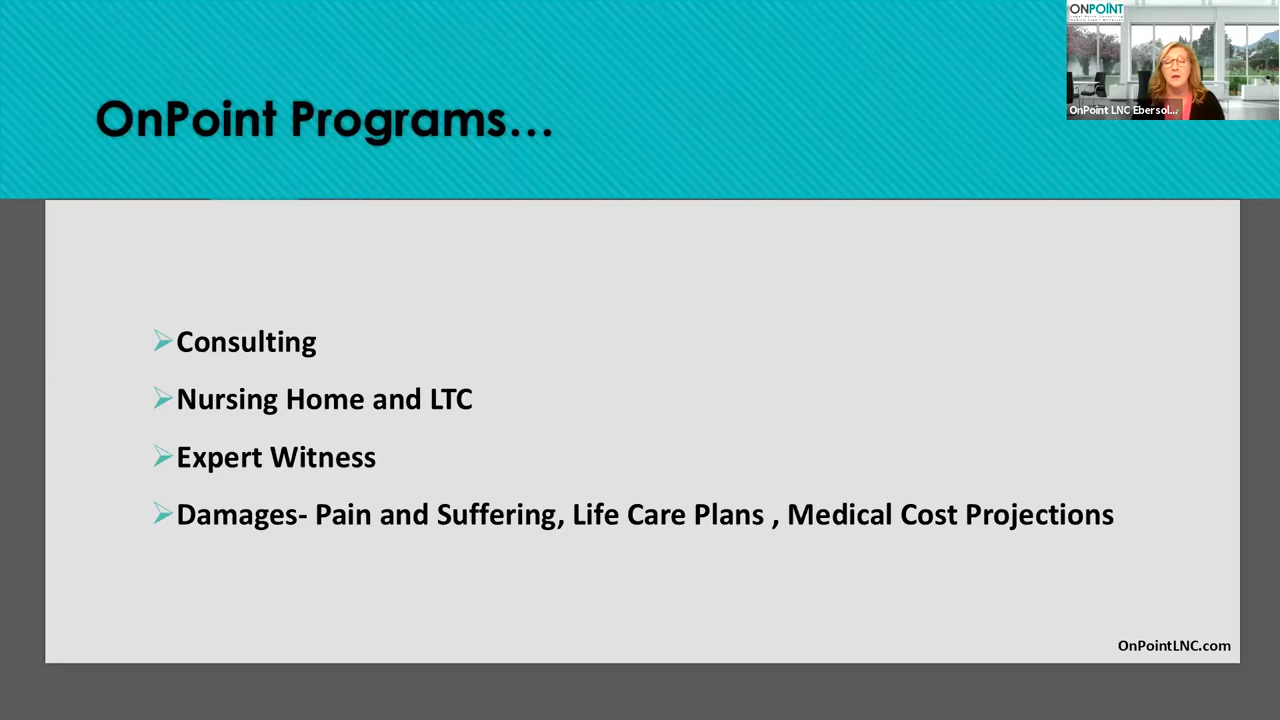 ONPOINT
OnPoint LNC Ebersol...
OnPoint Programs...
Consulting
Nursing Home and LTC
Expert Witness
Damages- Pain and Suffering, Life Care Plans , Medical Cost Projections
OnPointLNC.com